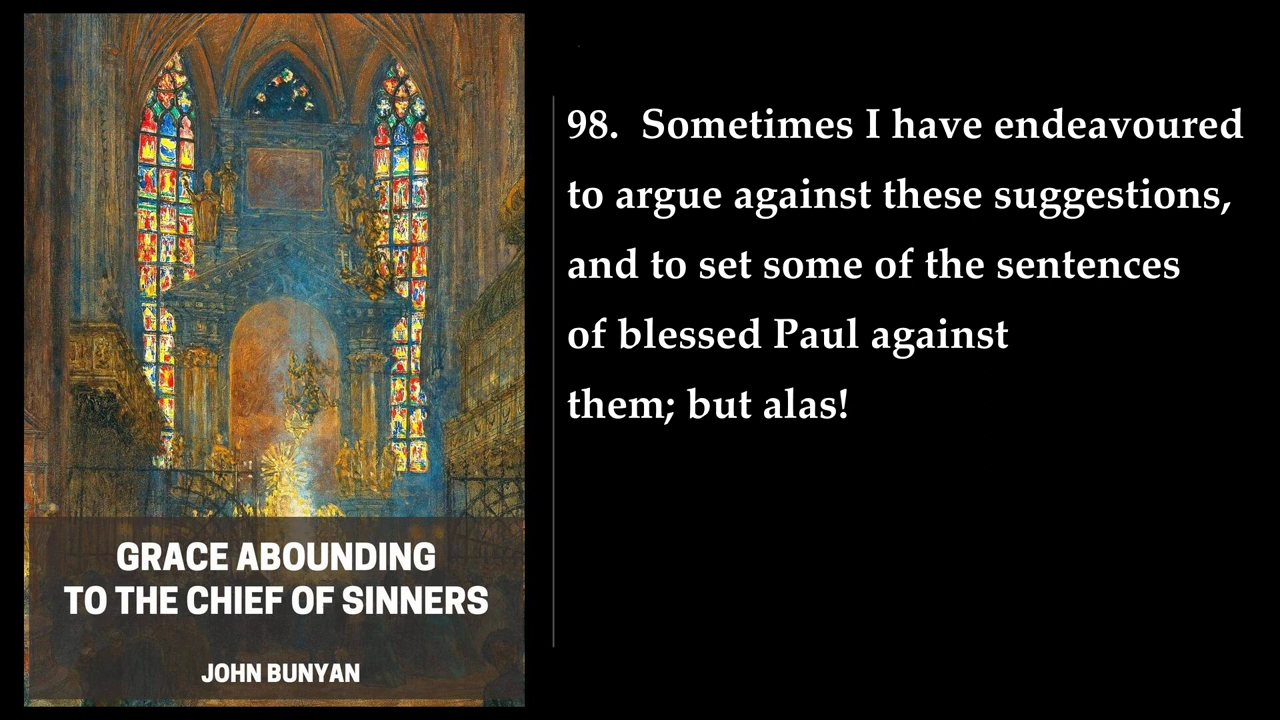 GRACE ABOUNDING
TO THE CHIEF OF SINNERS
JOHN BUNYAN
98. Sometimes I have endeavoured
to argue against these suggestions,
and to set some of the sentences
of blessed Paul against
them; but alas!